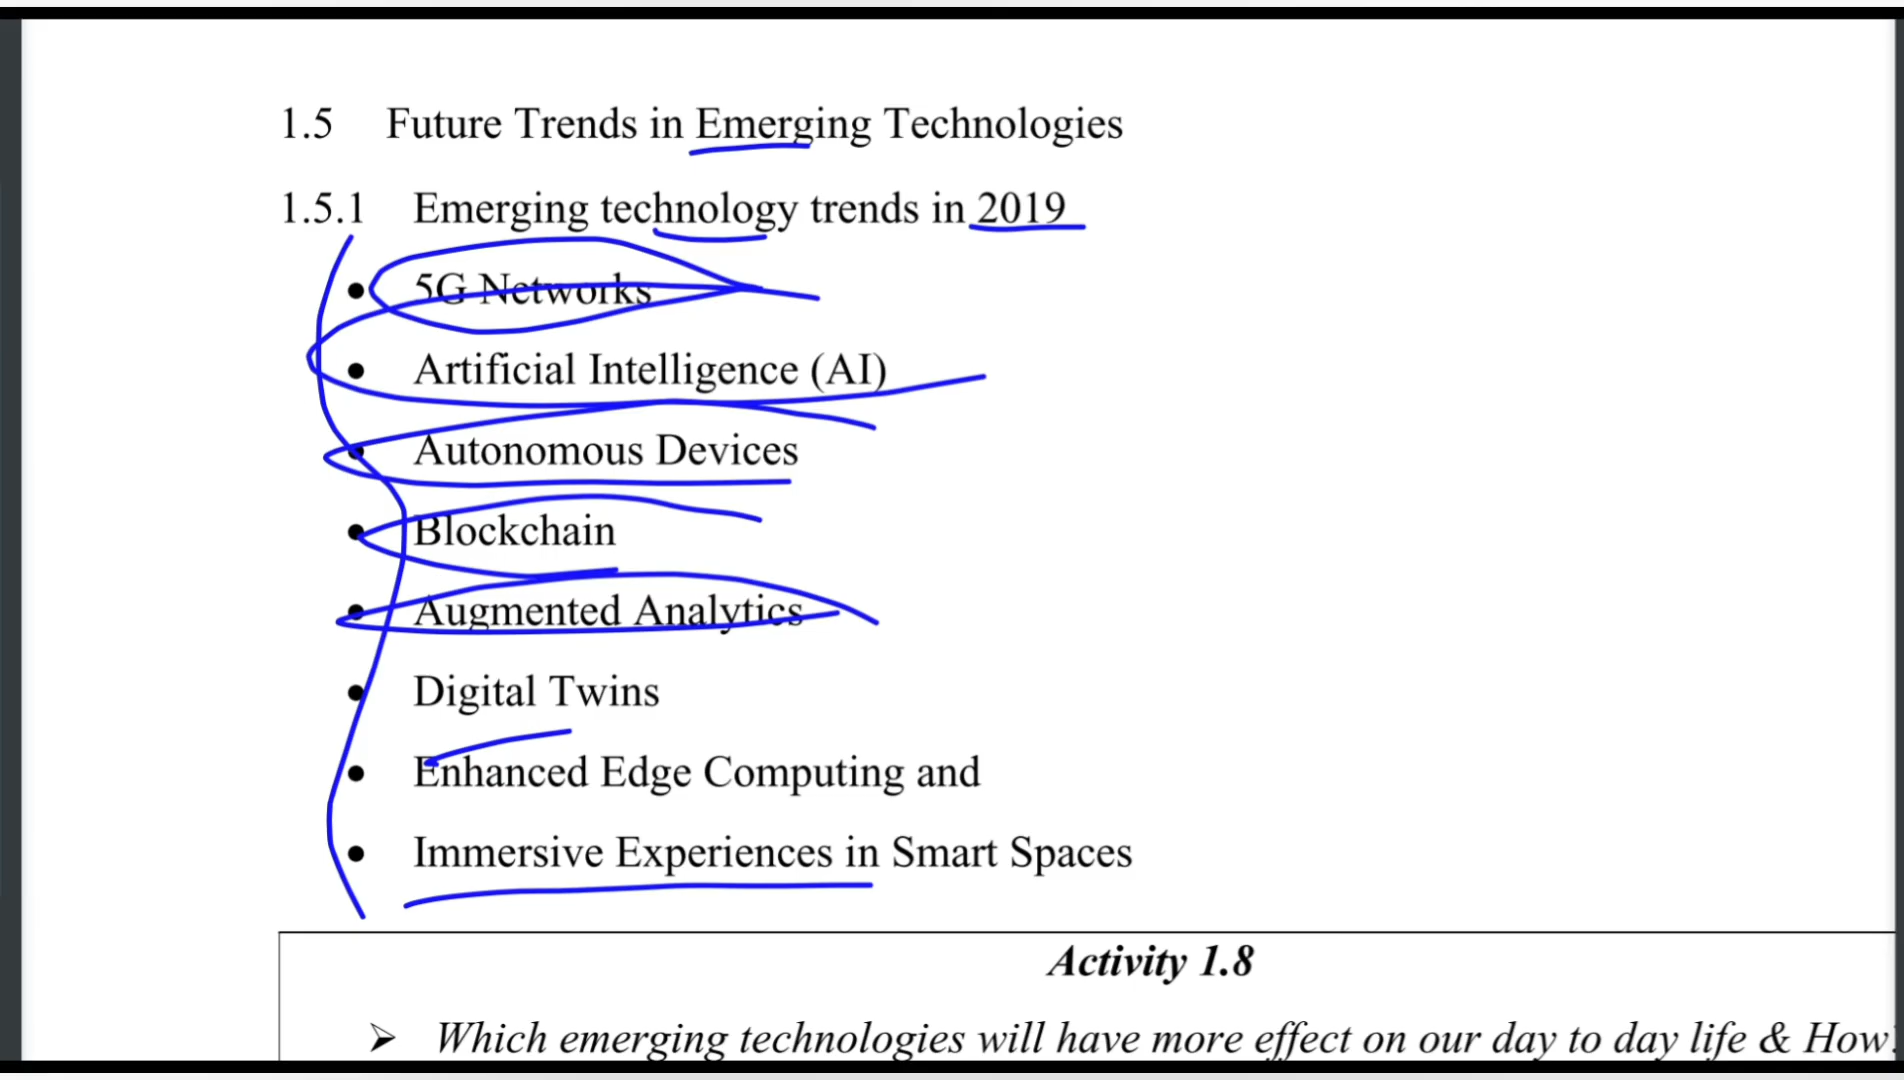 1.5 Future Trends in Emerging Technologies
1.5.1 Emerging technology trends in 2019
• 5G Networks
• Artificial Intelligence (AI)
• Autonomous Devices
• Blockchain
• Augmented Analytics
• Digital Twins
• Enhanced Edge Computing and
• Immersive Experiences in Smart Spaces
Activity 1.8
➢ Which emerging technologies will have more effect on our day to day life & How?